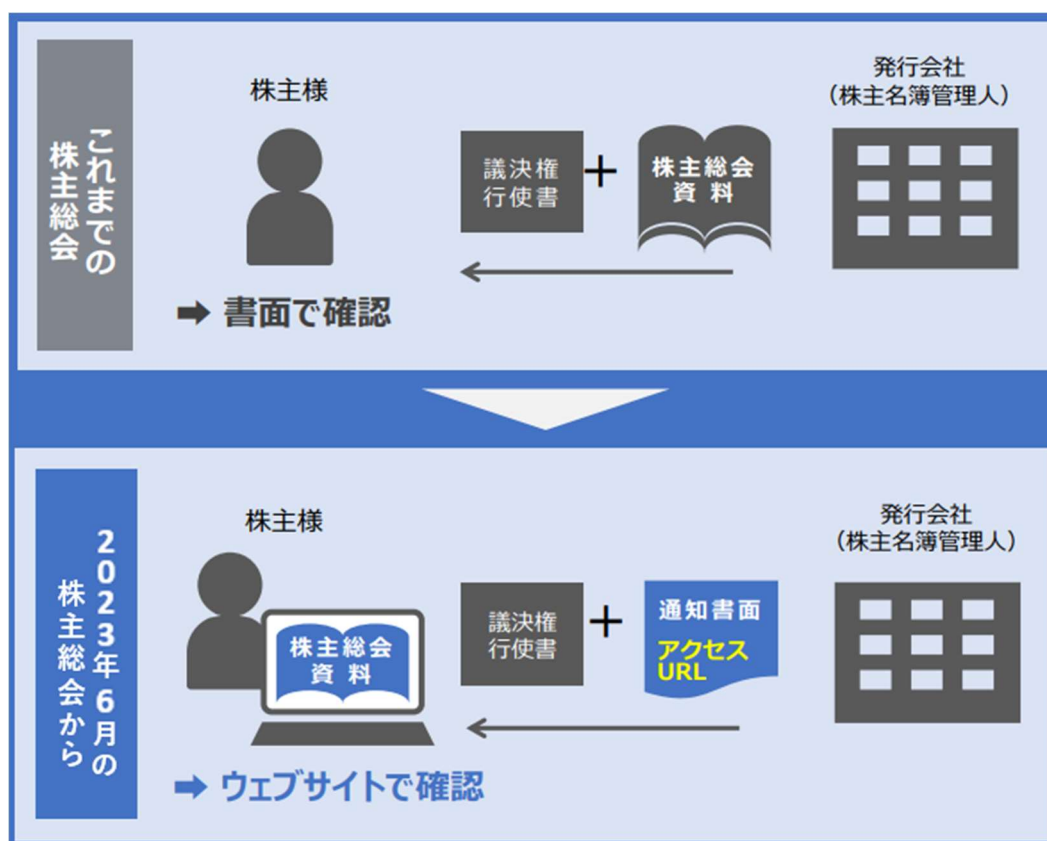 これまでの
株主総会
株主様
議決権
行使書
+
株主総会
資料
発行会社
（株主名簿管理人）
➡ 書面で確認
2023年6月の
株主総会から
株主様
株主総会
資料
議決権
行使書
+
通知書面
アクセス
URL
発行会社
（株主名簿管理人）
➡ ウェブサイトで確認